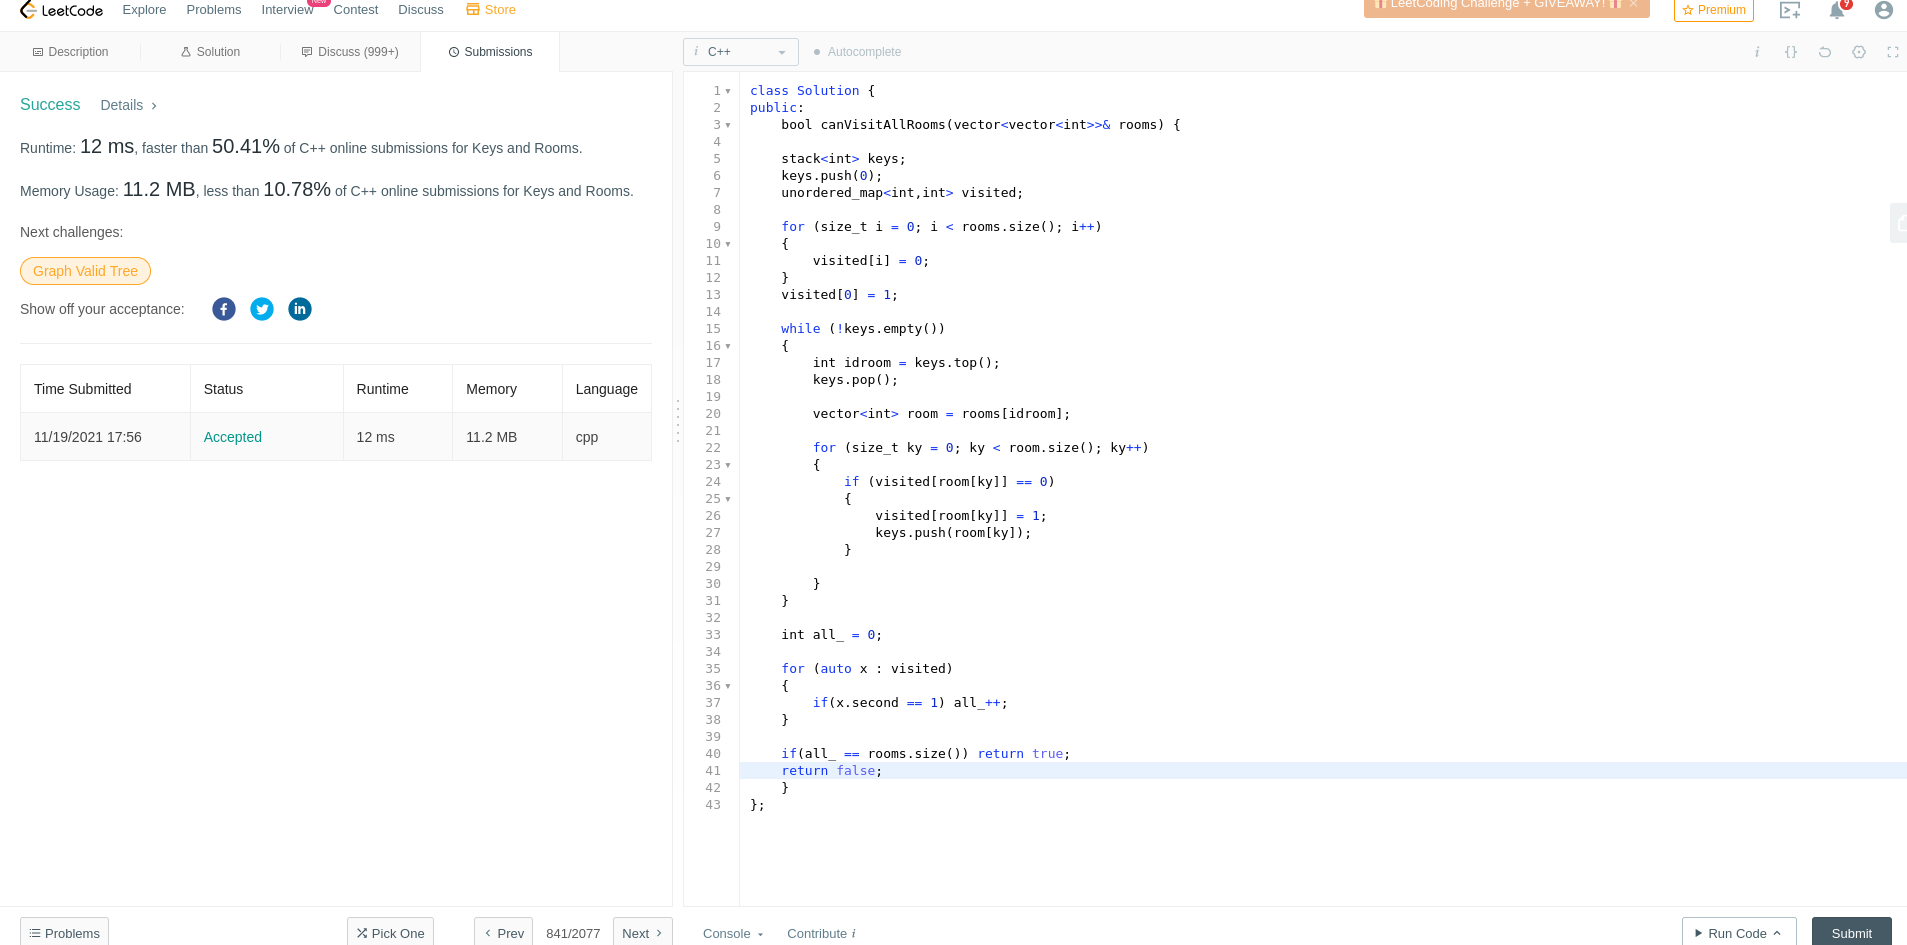 LeetCode Explore Problems Interview New Contest Discuss Store LeetCoding Challenge + GIVEAWAY! Premium 9
Description Solution Discuss (999+) Submissions i C++ Autocomplete i {}
Success Details
Runtime: 12 ms, faster than 50.41% of C++ online submissions for Keys and Rooms.
Memory Usage: 11.2 MB, less than 10.78% of C++ online submissions for Keys and Rooms.
Next challenges:
Graph Valid Tree
Show off your acceptance:
Time Submitted Status Runtime Memory Language
11/19/2021 17:56 Accepted 12 ms 11.2 MB cpp
1 class Solution {
2 public:
3     bool canVisitAllRooms(vector<vector<int>>& rooms) {
4
5     stack<int> keys;
6     keys.push(0);
7     unordered_map<int,int> visited;
8
9     for (size_t i = 0; i < rooms.size(); i++)
10     {
11         visited[i] = 0;
12     }
13     visited[0] = 1;
14
15     while (!keys.empty())
16     {
17         int idroom = keys.top();
18         keys.pop();
19
20         vector<int> room = rooms[idroom];
21
22         for (size_t ky = 0; ky < room.size(); ky++)
23         {
24             if (visited[room[ky]] == 0)
25             {
26                 visited[room[ky]] = 1;
27                 keys.push(room[ky]);
28             }
29
30         }
31     }
32
33     int all_ = 0;
34
35     for (auto x : visited)
36     {
37         if(x.second == 1) all_++;
38     }
39
40     if(all_ == rooms.size()) return true;
41     return false;
42     }
43 };
Problems Pick One Prev 841/2077 Next Console Contribute i Run Code Submit